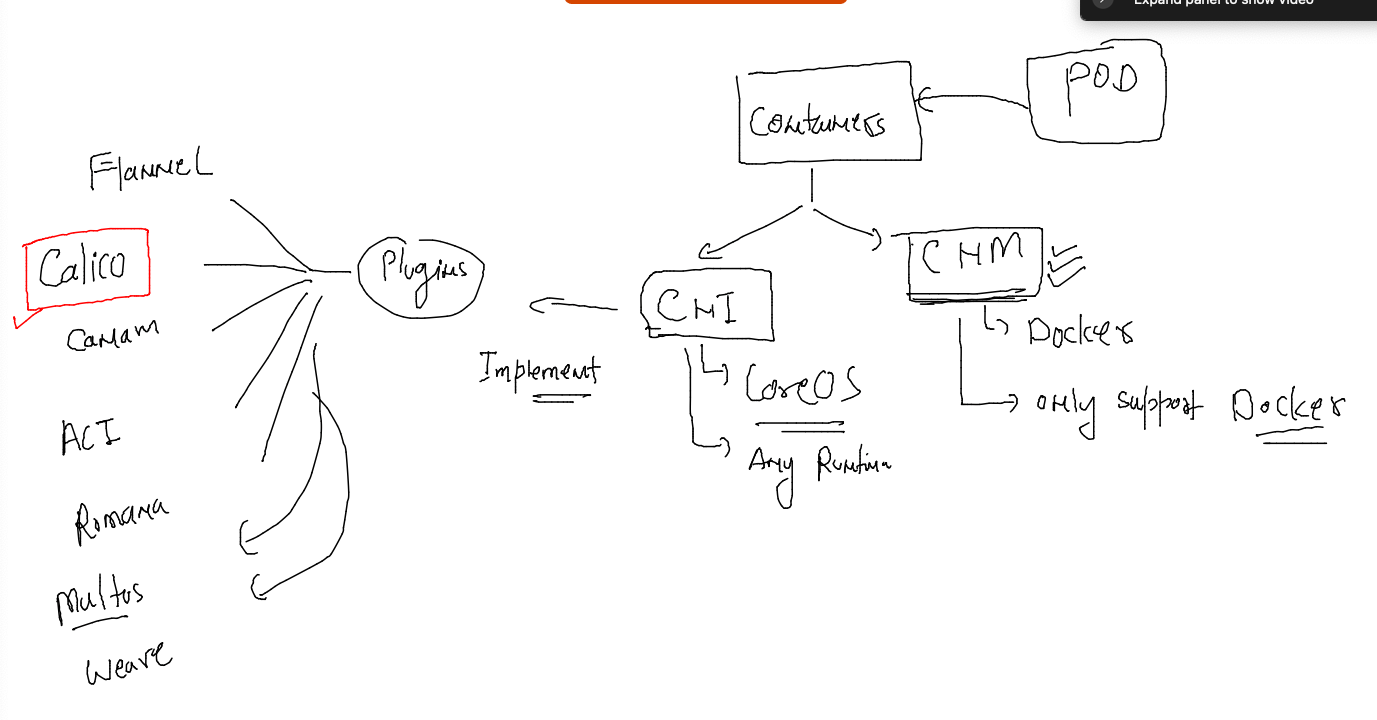 Expand panel to show video
POD
Containers
Flannel
Calico
Plugins
CNI
CNM
Canam
Implement
Docker
CoreOS
only support Docker
ACI
Any Runtime
Romana
Multus
Weave